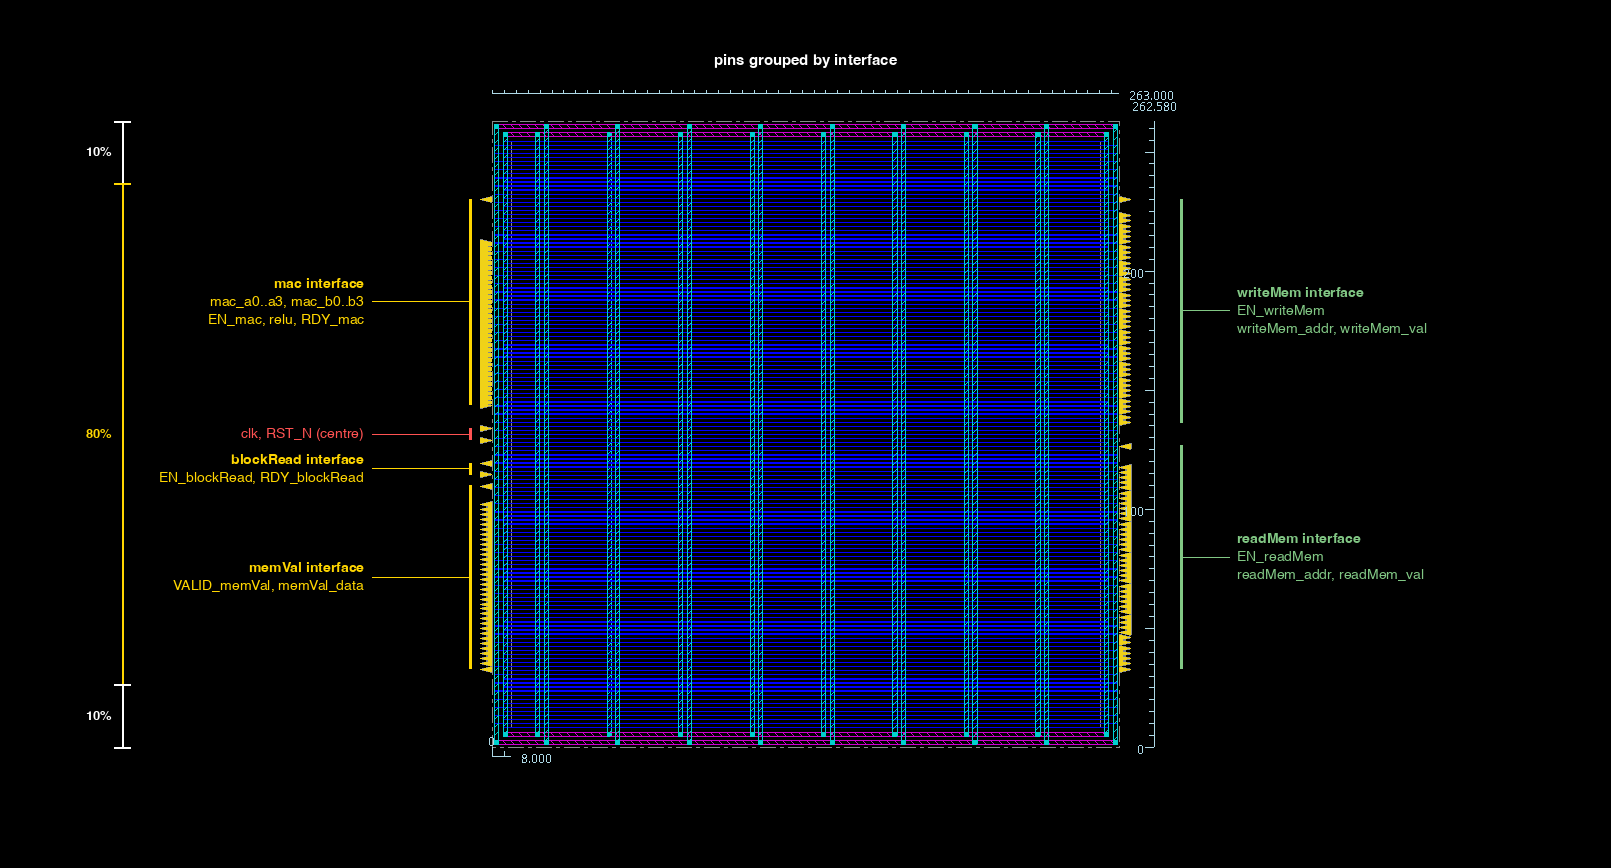 pins grouped by interface
263.000
262.580
10%
200
mac interface
mac_a0..a3, mac_b0..b3
EN_mac, relu, RDY_mac
writeMem interface
EN_writeMem
writeMem_addr, writeMem_val
80%
clk, RST_N (centre)
blockRead interface
EN_blockRead, RDY_blockRead
100
readMem interface
EN_readMem
readMem_addr, readMem_val
memVal interface
VALID_memVal, memVal_data
10%
0
0
8.000